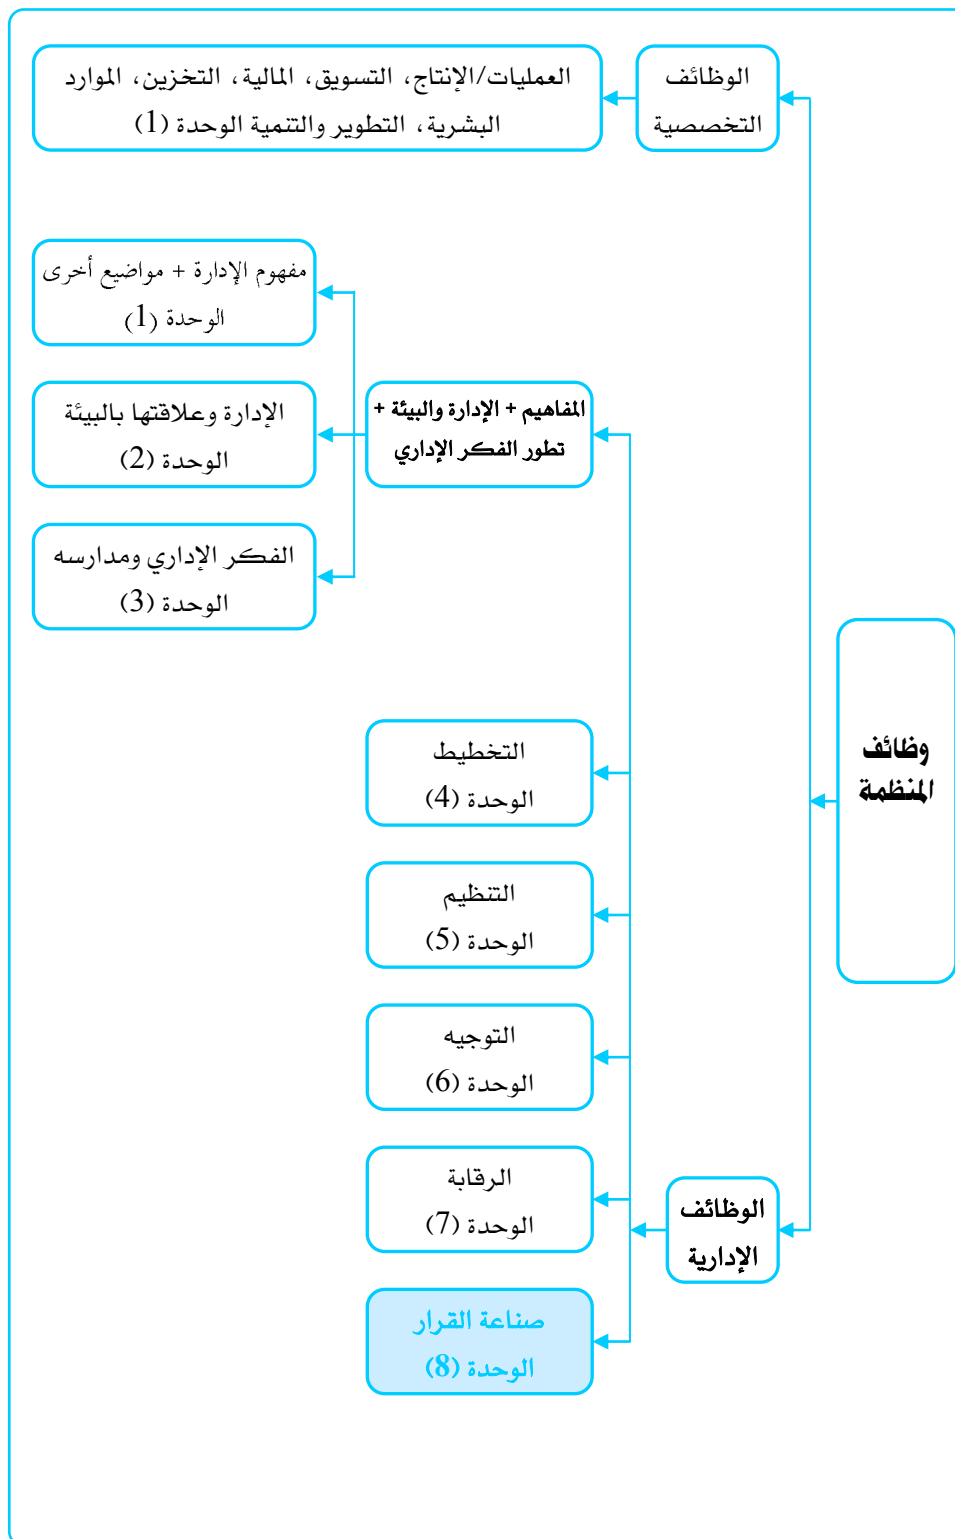 الوظائف
التخصصية
العمليات/الإنتاج، التسويق، المالية، التخزين، الموارد
البشرية، التطوير والتنمية الوحدة (1)
مفهوم الإدارة + مواضيع أخرى
الوحدة (1)
المفاهيم + الإدارة والبيئة +
تطور الفكر الإداري
الإدارة وعلاقتها بالبيئة
الوحدة (2)
الفكر الإداري ومدارسه
الوحدة (3)
وظائف
المنظمة
التخطيط
الوحدة (4)
التنظيم
الوحدة (5)
التوجيه
الوحدة (6)
الرقابة
الوحدة (7)
الوظائف
الإدارية
صناعة القرار
الوحدة (8)